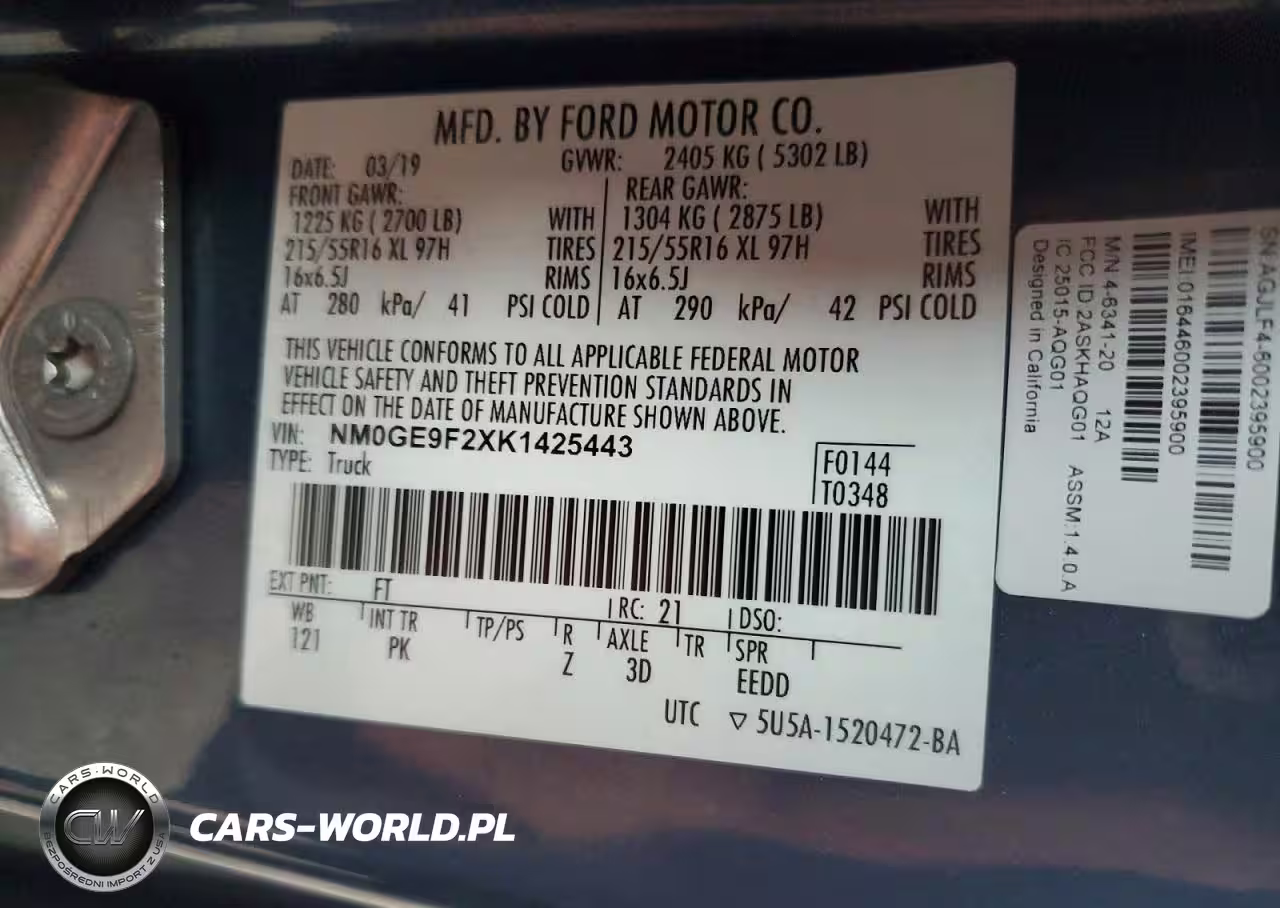 MFD. BY FORD MOTOR CO.
DATE: 03/19 GVWR: 2405 KG ( 5302 LB)
FRONT GAWR: REAR GAWR:
1225 KG ( 2700 LB) WITH 1304 KG ( 2875 LB) WITH
215/55R16 XL 97H TIRES 215/55R16 XL 97H TIRES
16x6.5J RIMS 16x6.5J RIMS
AT 280 kPa/ 41 PSI COLD AT 290 kPa/ 42 PSI COLD
THIS VEHICLE CONFORMS TO ALL APPLICABLE FEDERAL MOTOR
VEHICLE SAFETY AND THEFT PREVENTION STANDARDS IN
EFFECT ON THE DATE OF MANUFACTURE SHOWN ABOVE.
VIN: NM0GE9F2XK1425443
TYPE: Truck
F0144
T0348
EXT PNT: FT RC: 21 DSO:
WB INT TR TP/PS R AXLE TR SPR
121 PK Z 3D EEDD
UTC ▽ 5U5A-1520472-BA
SN:AGJLF4-6002395900
IMEI:016446002395900
M/N 4-6341-20 12A
FCC ID 2ASKHAQG01 ASSM:1.4.0.A
IC 25015-AQG01
Designed in California
CARS-WORLD
CW
BEZPOŚREDNI IMPORT Z USA
CARS-WORLD.PL